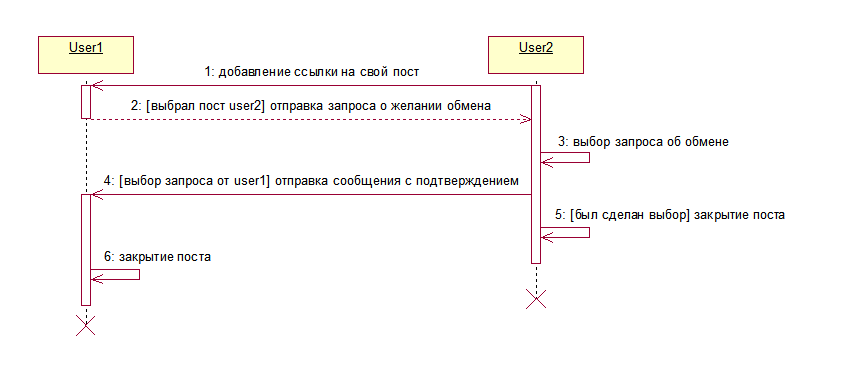 User1
User2
1: добавление ссылки на свой пост
2: [выбрал пост user2] отправка запроса о желании обмена
3: выбор запроса об обмене
4: [выбор запроса от user1] отправка сообщения с подтверждением
5: [был сделан выбор] закрытие поста
6: закрытие поста